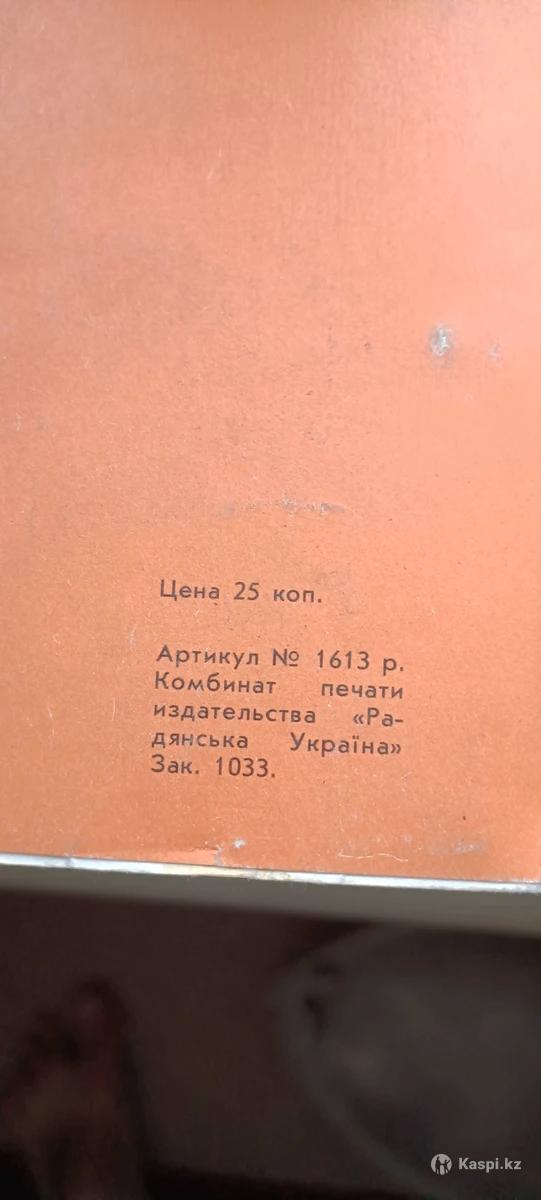 Цена 25 коп.
Артикул № 1613 р.
Комбинат печати
издательства «Ра-
дянська Україна»
Зак. 1033.
Kaspi.kz